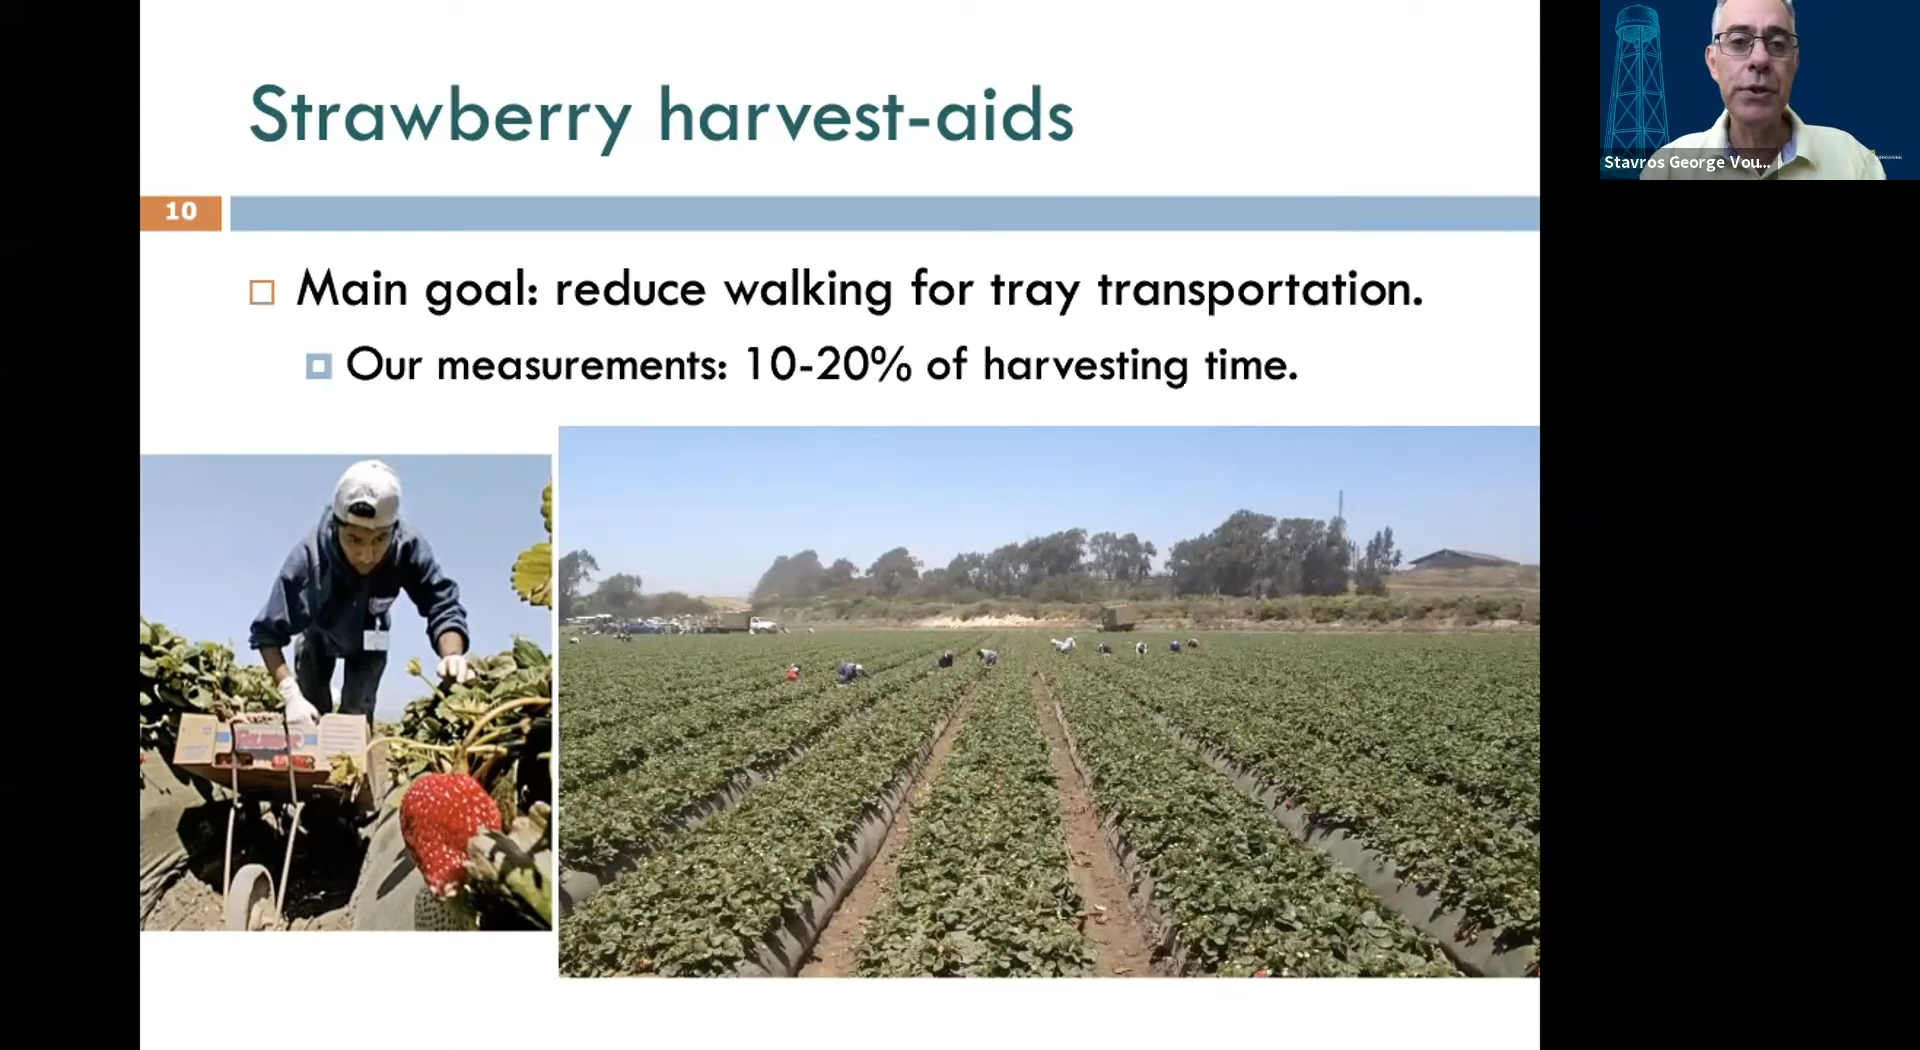 Strawberry harvest-aids
10
Main goal: reduce walking for tray transportation.
Our measurements: 10-20% of harvesting time.
Stavros George Vou...